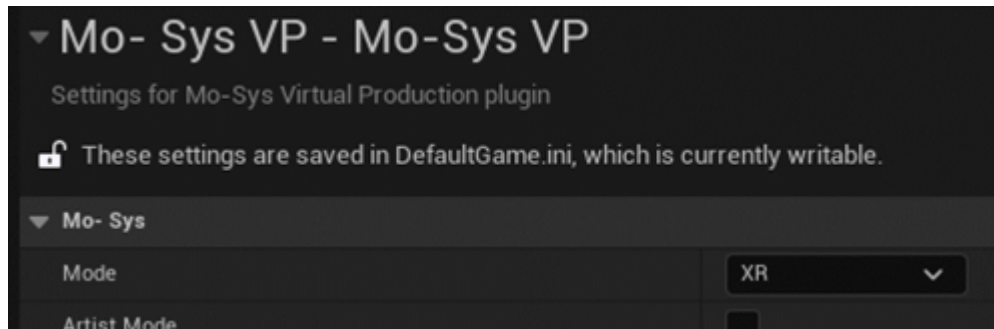 Mo- Sys VP - Mo-Sys VP
Settings for Mo-Sys Virtual Production plugin
These settings are saved in DefaultGame.ini, which is currently writable.
Mo- Sys
Mode XR
Artist Mode